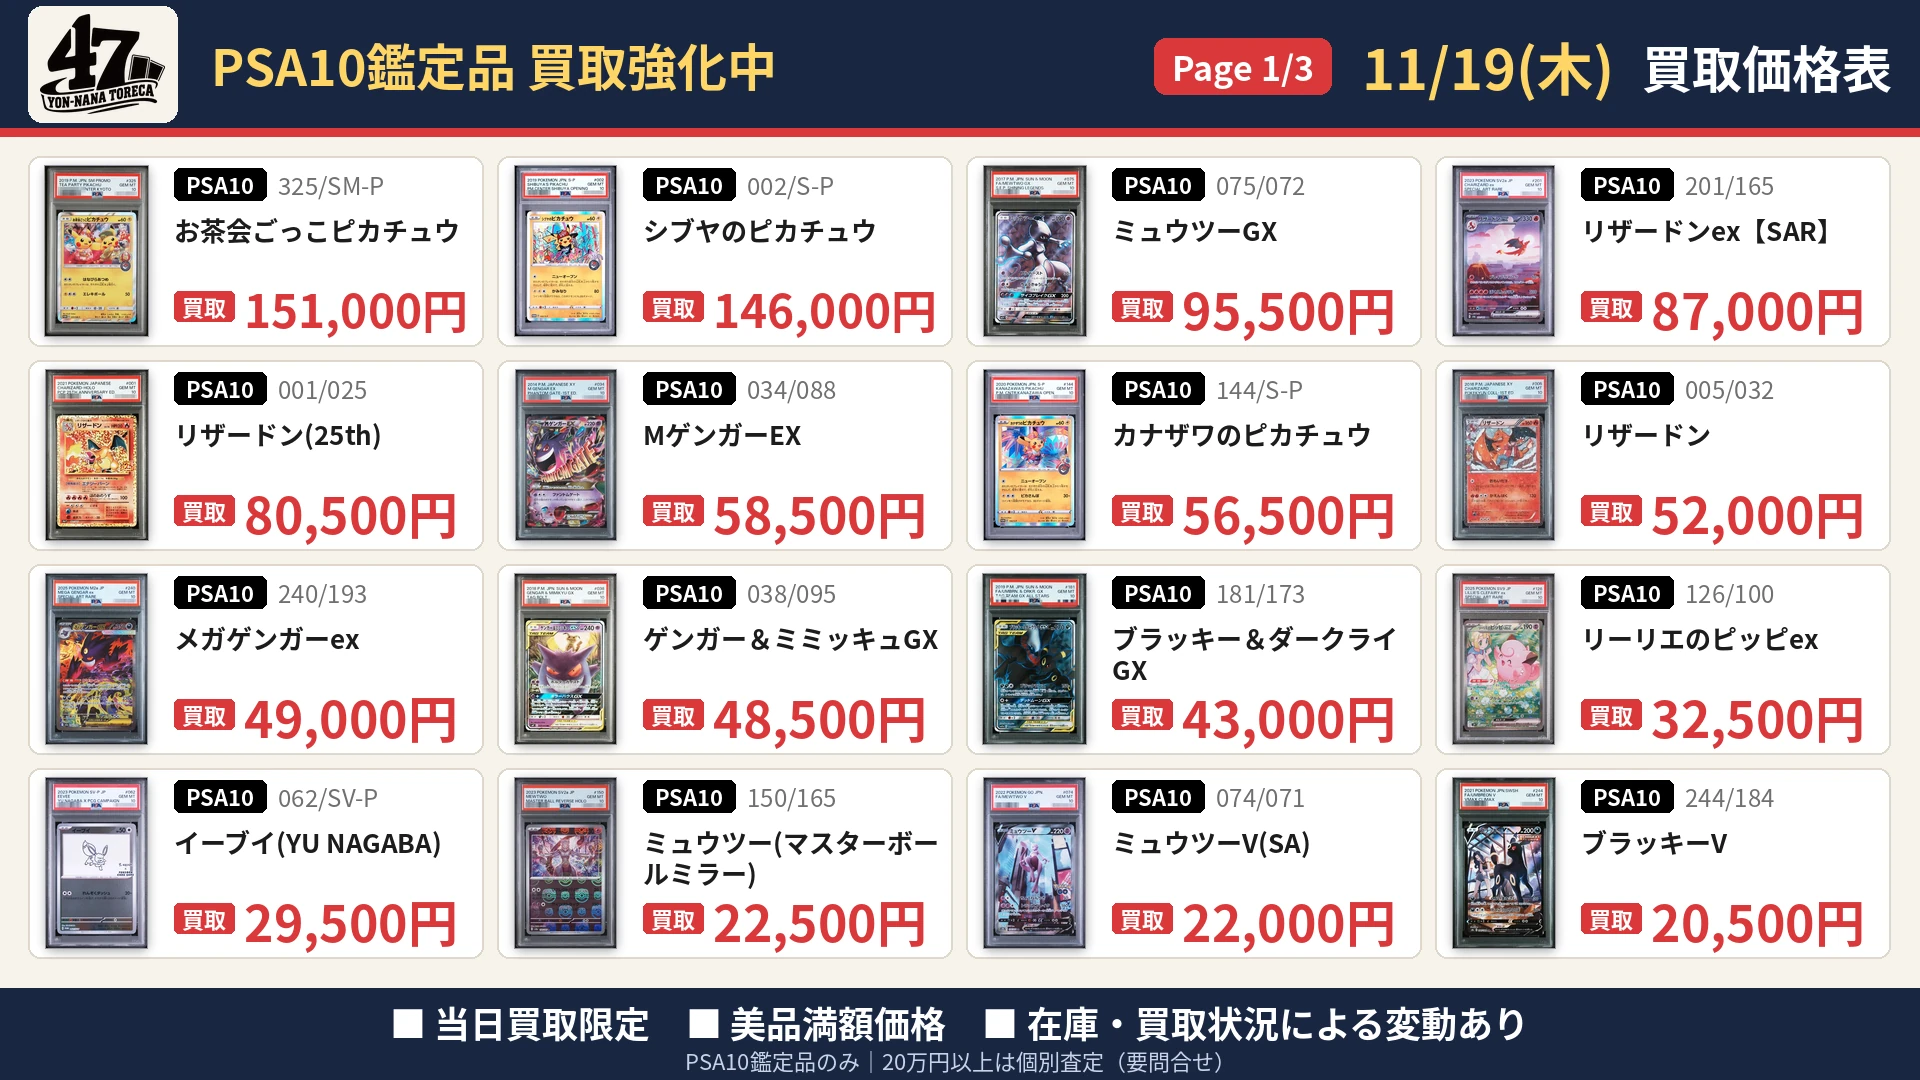 47
YON-NANA TORECA
PSA10鑑定品 買取強化中
Page 1/3
11/19(木) 買取価格表
PSA10 325/SM-P
お茶会ごっこピカチュウ
買取 151,000円
PSA10 002/S-P
シブヤのピカチュウ
買取 146,000円
PSA10 075/072
ミュウツーGX
買取 95,500円
PSA10 201/165
リザードンex【SAR】
買取 87,000円
PSA10 001/025
リザードン(25th)
買取 80,500円
PSA10 034/088
MゲンガーEX
買取 58,500円
PSA10 144/S-P
カナザワのピカチュウ
買取 56,500円
PSA10 005/032
リザードン
買取 52,000円
PSA10 240/193
メガゲンガーex
買取 49,000円
PSA10 038/095
ゲンガー＆ミミッキュGX
買取 48,500円
PSA10 181/173
ブラッキー＆ダークライ
GX
買取 43,000円
PSA10 126/100
リーリエのピッピex
買取 32,500円
PSA10 062/SV-P
イーブイ(YU NAGABA)
買取 29,500円
PSA10 150/165
ミュウツー(マスターボー
ルミラー)
買取 22,500円
PSA10 074/071
ミュウツーV(SA)
買取 22,000円
PSA10 244/184
ブラッキーV
買取 20,500円
■ 当日買取限定 ■ 美品満額価格 ■ 在庫・買取状況による変動あり
PSA10鑑定品のみ｜20万円以上は個別査定（要問合せ）